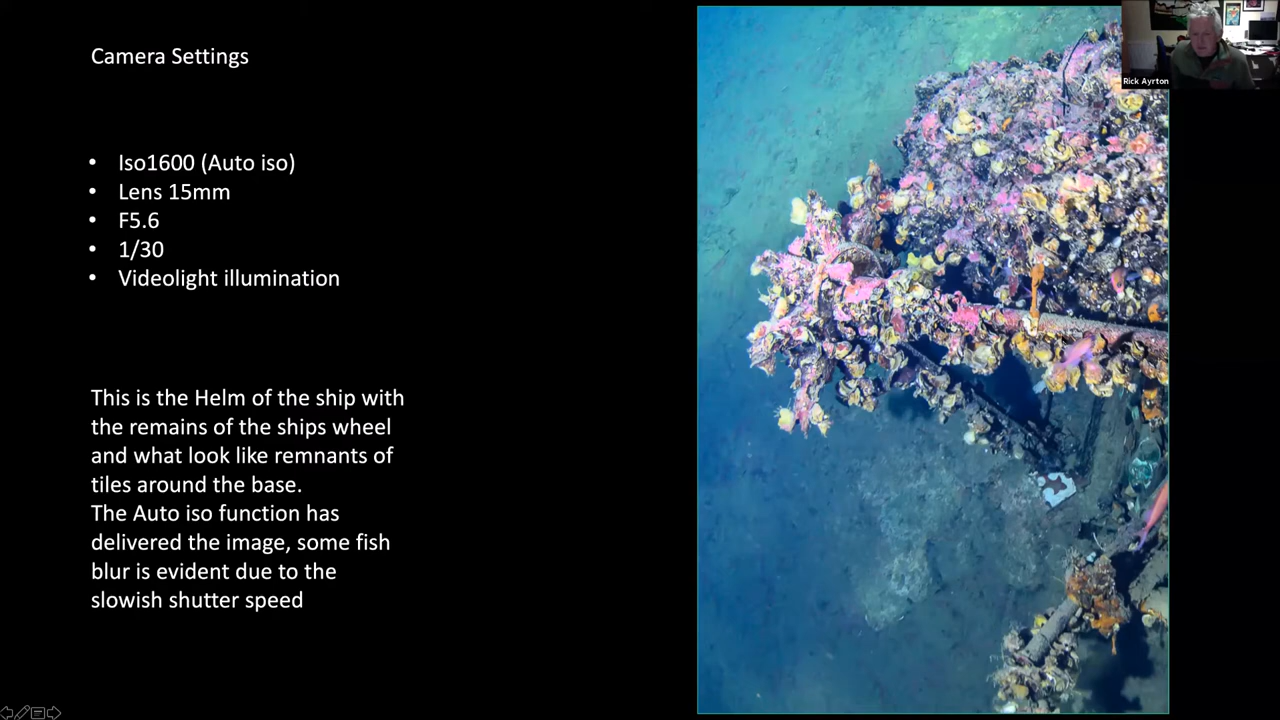 Camera Settings
• Iso1600 (Auto iso)
• Lens 15mm
• F5.6
• 1/30
• Videolight illumination
This is the Helm of the ship with
the remains of the ships wheel
and what look like remnants of
tiles around the base.
The Auto iso function has
delivered the image, some fish
blur is evident due to the
slowish shutter speed
Rick Ayrton